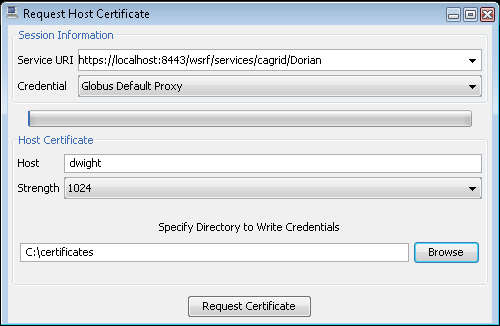 Request Host Certificate
Session Information
Service URI https://localhost:8443/wsrf/services/cagrid/Dorian
Credential Globus Default Proxy
Host Certificate
Host dwight
Strength 1024
Specify Directory to Write Credentials
C:\certificates Browse
Request Certificate